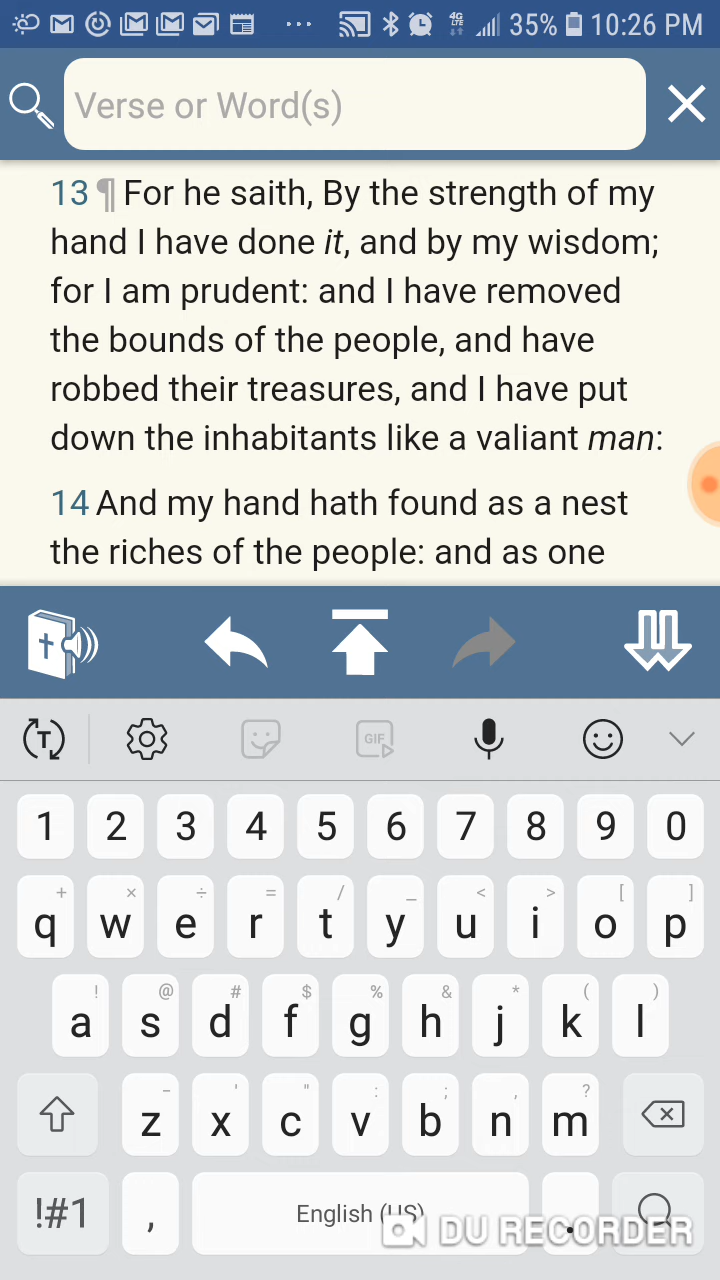 4G LTE 35% 10:26 PM
Verse or Word(s)
13 ¶ For he saith, By the strength of my
hand I have done it, and by my wisdom;
for I am prudent: and I have removed
the bounds of the people, and have
robbed their treasures, and I have put
down the inhabitants like a valiant man:
14 And my hand hath found as a nest
the riches of the people: and as one
T GIF
1 2 3 4 5 6 7 8 9 0
+ × ÷ = / _ < > [ ]
q w e r t y u i o p
! @ # $ % & * ( )
a s d f g h j k l
- ' " : ; , ?
z x c v b n m
!#1 , English (US) .
DU RECORDER